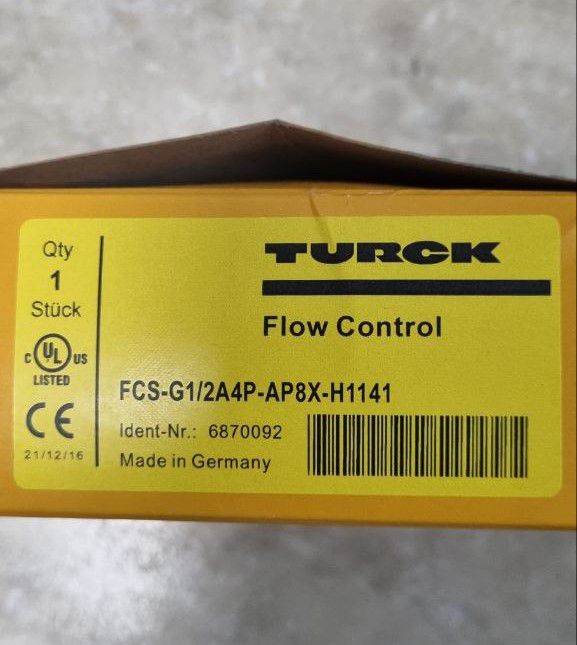 Qty
1
Stück
C UL US
LISTED
CE
21/12/16
TURCK
Flow Control
FCS-G1/2A4P-AP8X-H1141
Ident-Nr.: 6870092
Made in Germany